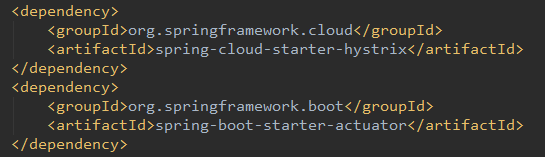 <dependency>
    <groupId>org.springframework.cloud</groupId>
    <artifactId>spring-cloud-starter-hystrix</artifactId>
</dependency>
<dependency>
    <groupId>org.springframework.boot</groupId>
    <artifactId>spring-boot-starter-actuator</artifactId>
</dependency>